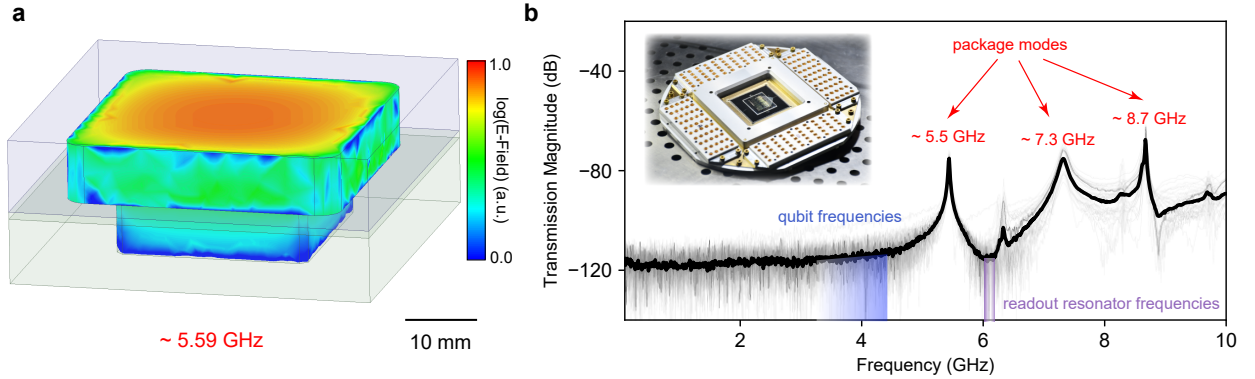 a
1.0
log(E-Field) (a.u.)
0.0
~ 5.59 GHz
10 mm
b
Transmission Magnitude (dB)
−40
−80
−120
package modes
~ 5.5 GHz
~ 7.3 GHz
~ 8.7 GHz
qubit frequencies
readout resonator frequencies
2
4
6
8
10
Frequency (GHz)